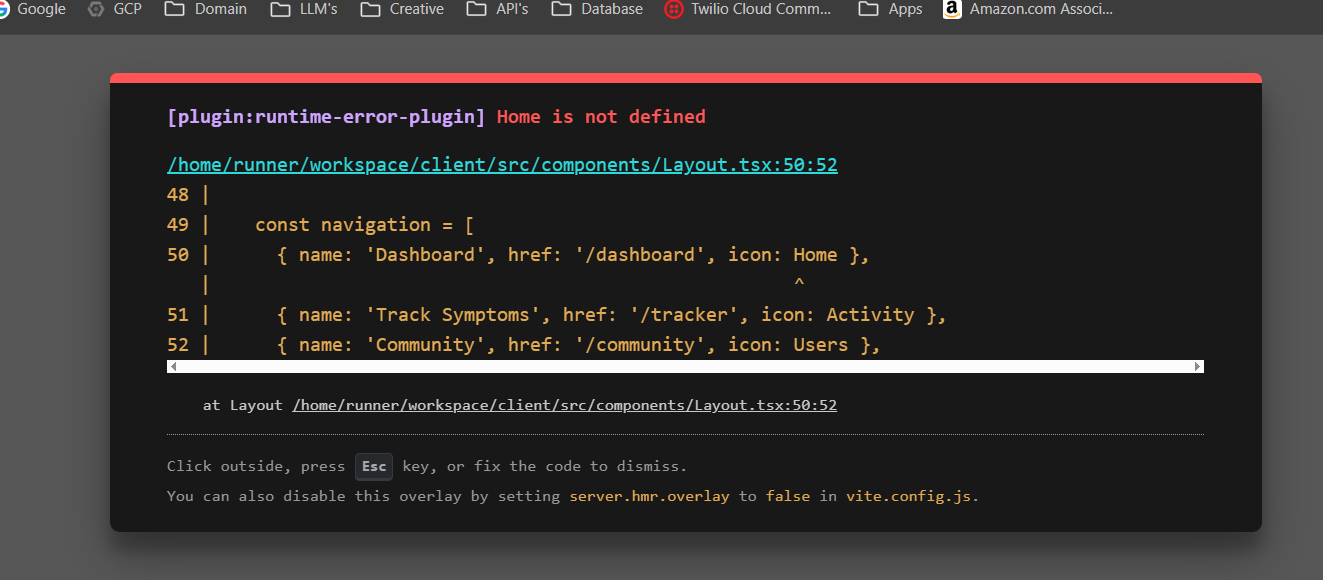 Google GCP Domain LLM's Creative API's Database Twilio Cloud Comm... Apps Amazon.com Associ...
[plugin:runtime-error-plugin] Home is not defined
/home/runner/workspace/client/src/components/Layout.tsx:50:52
48 |
49 |    const navigation = [
50 |      { name: 'Dashboard', href: '/dashboard', icon: Home },
   |                                                     ^
51 |      { name: 'Track Symptoms', href: '/tracker', icon: Activity },
52 |      { name: 'Community', href: '/community', icon: Users },
at Layout /home/runner/workspace/client/src/components/Layout.tsx:50:52
Click outside, press Esc key, or fix the code to dismiss.
You can also disable this overlay by setting server.hmr.overlay to false in vite.config.js.